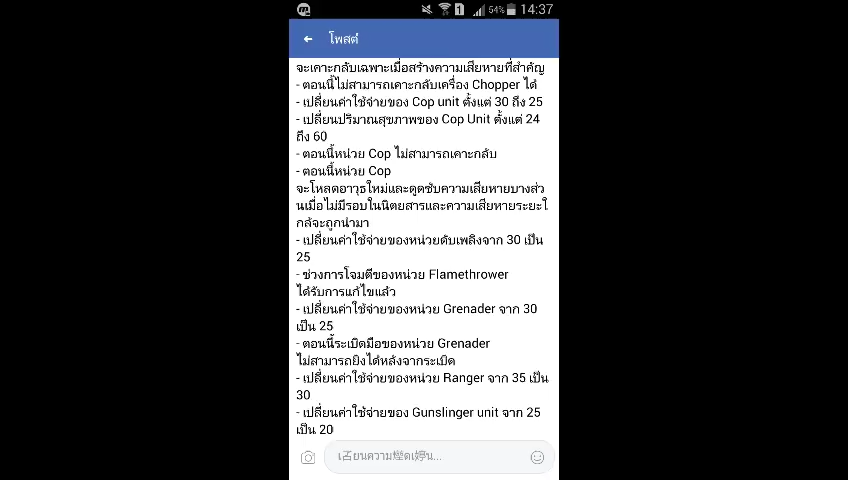 54% 14:37
โพสต์
จะเคาะกลับเฉพาะเมื่อสร้างความเสียหายที่สำคัญ
- ตอนนี้ไม่สามารถเคาะกลับเครื่อง Chopper ได้
- เปลี่ยนค่าใช้จ่ายของ Cop unit ตั้งแต่ 30 ถึง 25
- เปลี่ยนปริมาณสุขภาพของ Cop Unit ตั้งแต่ 24
ถึง 60
- ตอนนี้หน่วย Cop ไม่สามารถเคาะกลับ
- ตอนนี้หน่วย Cop
จะโหลดอาวุธใหม่และดูดซับความเสียหายบางส่ว
นเมื่อไม่มีรอบในนิตยสารและความเสียหายระยะใ
กล้จะถูกนำมา
- เปลี่ยนค่าใช้จ่ายของหน่วยดับเพลิงจาก 30 เป็น
25
- ช่วงการโจมตีของหน่วย Flamethrower
ได้รับการแก้ไขแล้ว
- เปลี่ยนค่าใช้จ่ายของหน่วย Grenader จาก 30
เป็น 25
- ตอนนี้ระเบิดมือของหน่วย Grenader
ไม่สามารถยิงได้หลังจากระเบิด
- เปลี่ยนค่าใช้จ่ายของหน่วย Ranger จาก 35 เป็น
30
- เปลี่ยนค่าใช้จ่ายของ Gunslinger unit จาก 25
เป็น 20